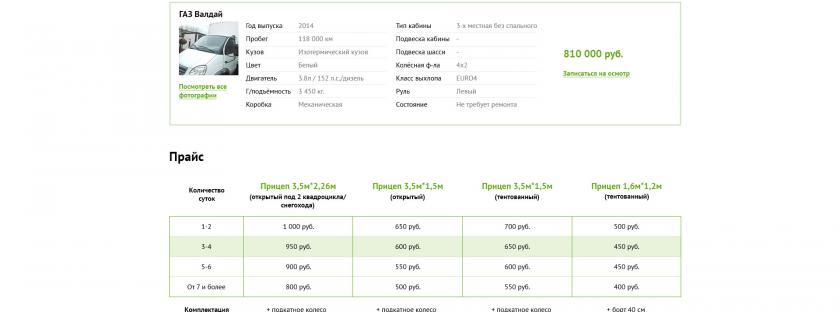 ГАЗ Валдай
Год выпуска 2014 Тип кабины 3-х местная без спального
Пробег 118 000 км Подвеска кабины -
Кузов Изотермический кузов Подвеска шасси -
Цвет Белый Колёсная ф-ла 4x2
Двигатель 3.8л / 152 л.с./дизель Класс выхлопа EURO4
Г/подъёмность 3 450 кг. Руль Левый
Коробка Механическая Состояние Не требует ремонта
Посмотреть все
фотографии
810 000 руб.
Записаться на осмотр
Прайс
Количество
суток
Прицеп 3,5м*2,26м
(открытый под 2 квадроцикла/
снегохода)
Прицеп 3,5м*1,5м
(открытый)
Прицеп 3,5м*1,5м
(тентованный)
Прицеп 1,6м*1,2м
(тентованный)
1-2 1 000 руб. 650 руб. 700 руб. 500 руб.
3-4 950 руб. 600 руб. 650 руб. 450 руб.
5-6 900 руб. 550 руб. 600 руб. 450 руб.
От 7 и более 800 руб. 500 руб. 550 руб. 400 руб.
Комплектация + подкатное колесо + подкатное колесо + подкатное колесо + борт 40 см